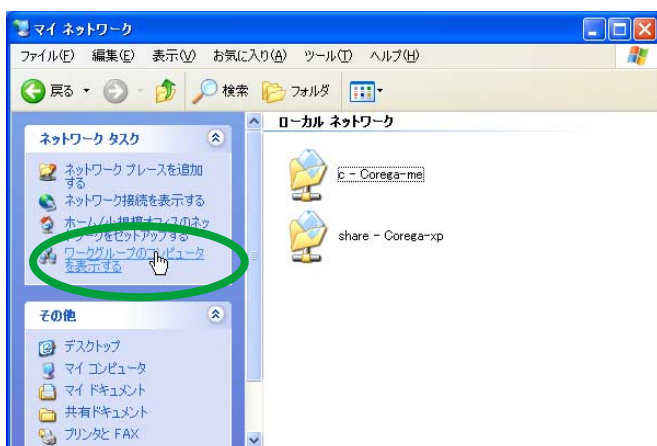 マイ ネットワーク
ファイル(F) 編集(E) 表示(V) お気に入り(A) ツール(T) ヘルプ(H)
戻る 検索 フォルダ
ネットワーク タスク
ネットワーク プレースを追加
する
ネットワーク接続を表示する
ホーム/小規模オフィスのネッ
トワークをセットアップする
ワークグループのコンピュータ
を表示する
その他
デスクトップ
マイ コンピュータ
マイ ドキュメント
共有ドキュメント
プリンタと FAX
ローカル ネットワーク
c - Corega-me
share - Corega-xp